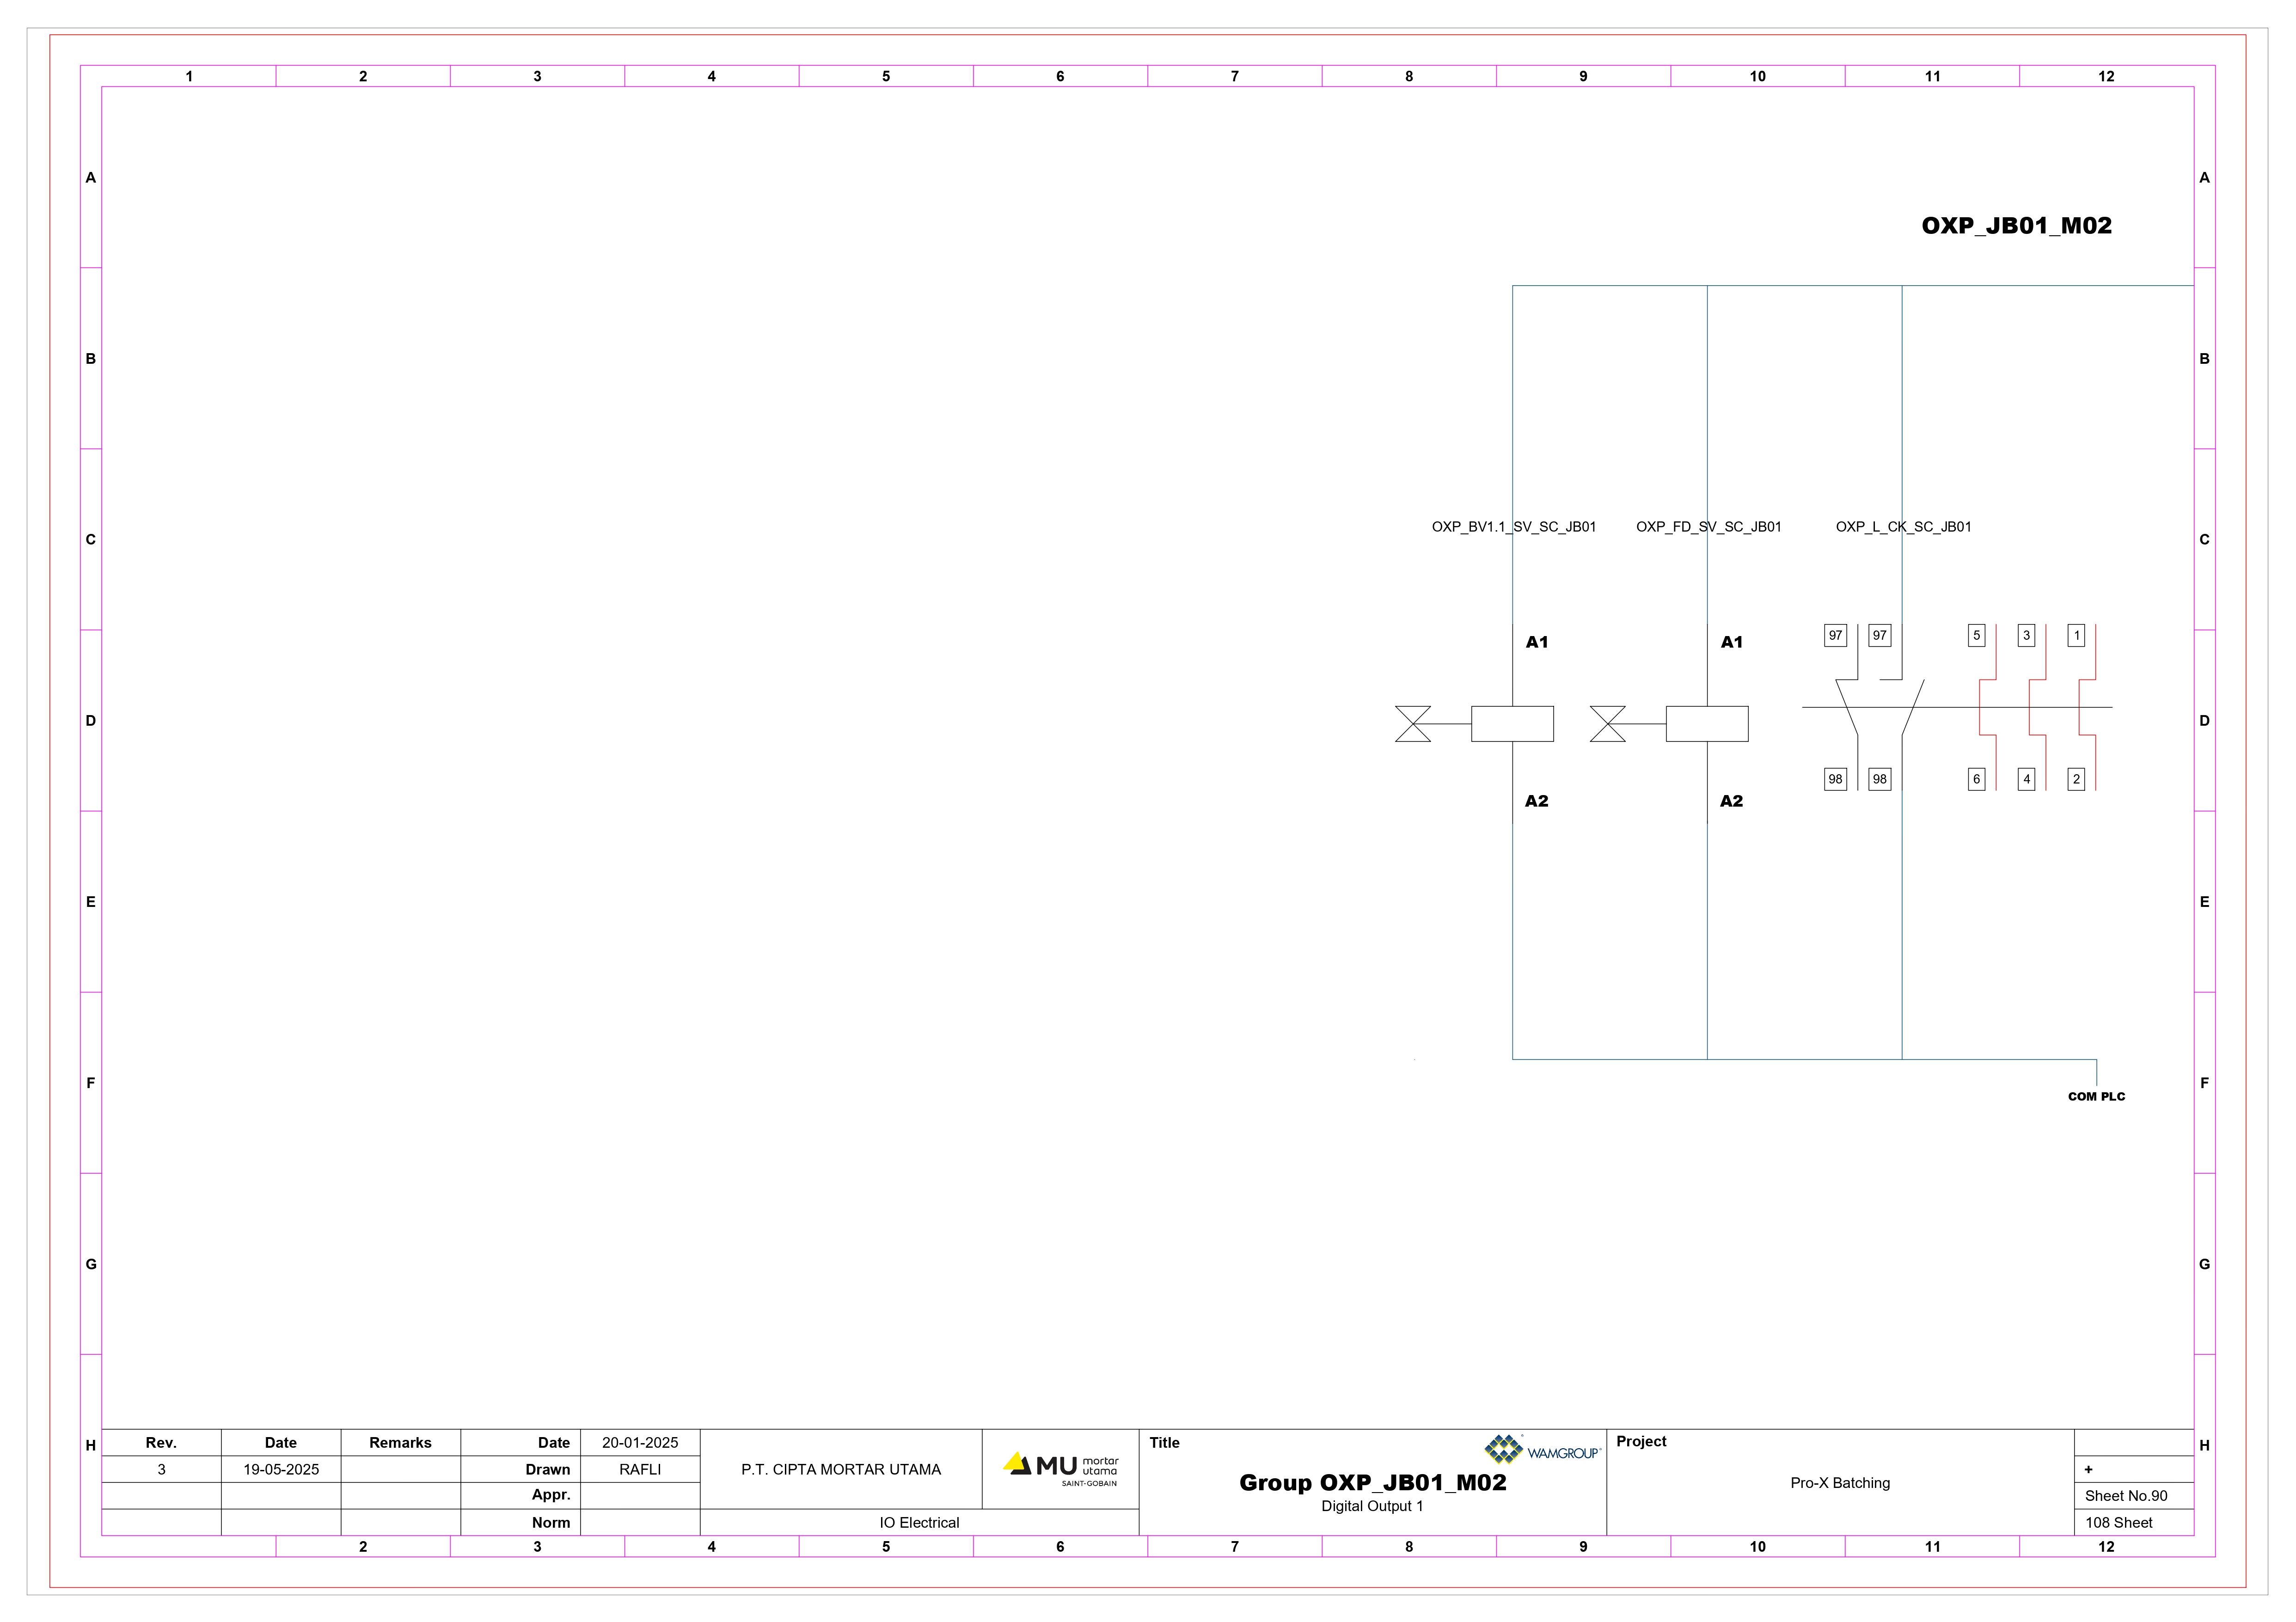 1 2 3 4 5 6 7 8 9 10 11 12
A A
OXP_JB01_M02
B B
OXP_BV1.1_SV_SC_JB01 OXP_FD_SV_SC_JB01 OXP_L_CK_SC_JB01
C C
A1 A1 97 97 5 3 1
D D
98 98 6 4 2
A2 A2
E E
F F
COM PLC
G G
H H
Rev. Date Remarks Date 20-01-2025
3 19-05-2025 Drawn RAFLI
Appr.
Norm
P.T. CIPTA MORTAR UTAMA
MU mortar
utama
SAINT-GOBAIN
IO Electrical
Title
WAMGROUP
Group OXP_JB01_M02
Digital Output 1
Project
Pro-X Batching
+
Sheet No.90
108 Sheet
2 3 4 5 6 7 8 9 10 11 12